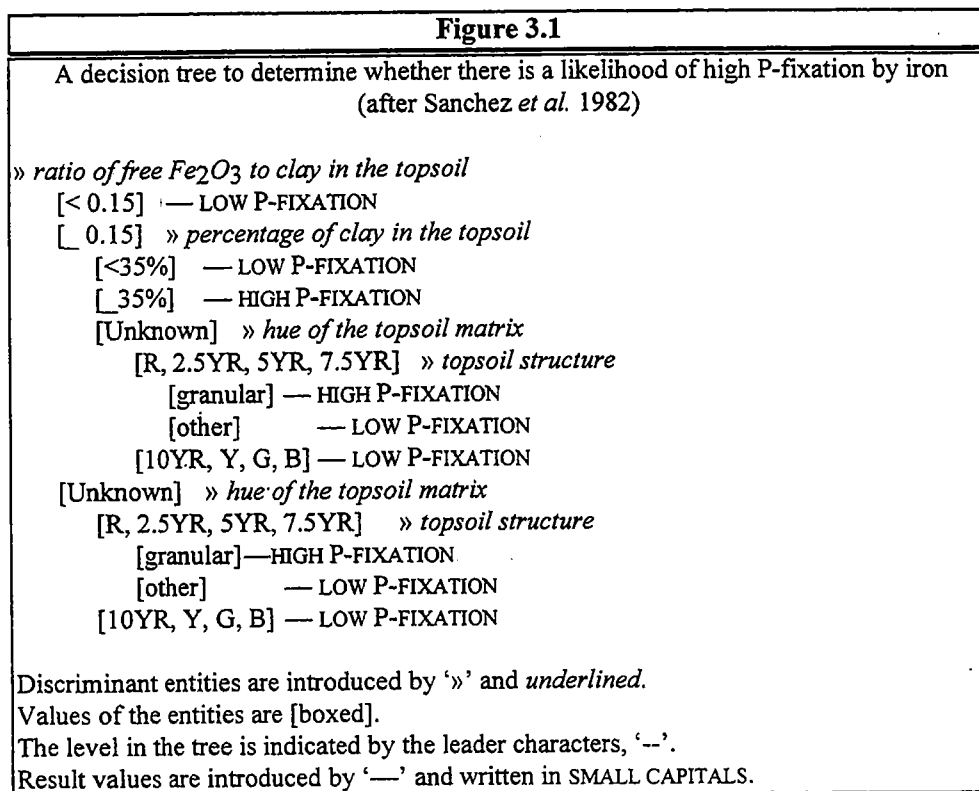 Figure 3.1
A decision tree to determine whether there is a likelihood of high P-fixation by iron
(after Sanchez et al. 1982)
» ratio of free Fe2O3 to clay in the topsoil
[< 0.15] — LOW P-FIXATION
[_ 0.15] » percentage of clay in the topsoil
[<35%] — LOW P-FIXATION
[_35%] — HIGH P-FIXATION
[Unknown] » hue of the topsoil matrix
[R, 2.5YR, 5YR, 7.5YR] » topsoil structure
[granular] — HIGH P-FIXATION
[other] — LOW P-FIXATION
[10YR, Y, G, B] — LOW P-FIXATION
[Unknown] » hue of the topsoil matrix
[R, 2.5YR, 5YR, 7.5YR] » topsoil structure
[granular]—HIGH P-FIXATION
[other] — LOW P-FIXATION
[10YR, Y, G, B] — LOW P-FIXATION
Discriminant entities are introduced by ‘»’ and underlined.
Values of the entities are [boxed].
The level in the tree is indicated by the leader characters, ‘--’.
Result values are introduced by ‘—’ and written in SMALL CAPITALS.